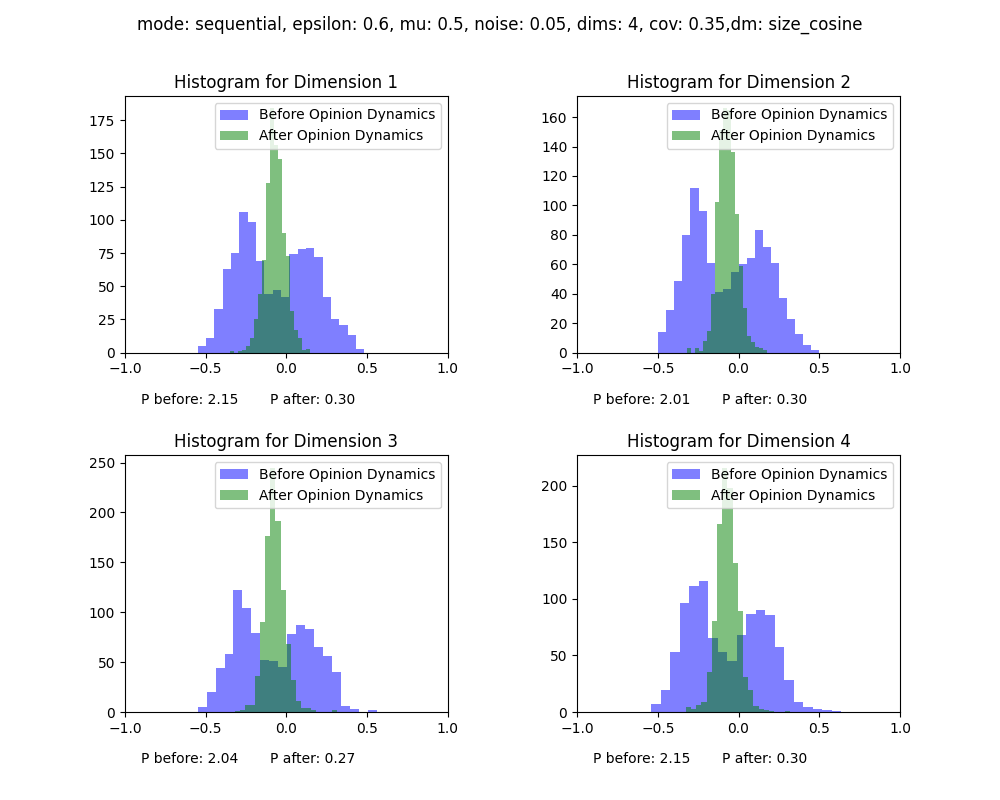 mode: sequential, epsilon: 0.6, mu: 0.5, noise: 0.05, dims: 4, cov: 0.35,dm: size_cosine
Histogram for Dimension 1
Before Opinion Dynamics
After Opinion Dynamics
175
150
125
100
75
50
25
0
−1.0 −0.5 0.0 0.5 1.0
P before: 2.15 P after: 0.30
Histogram for Dimension 2
Before Opinion Dynamics
After Opinion Dynamics
160
140
120
100
80
60
40
20
0
−1.0 −0.5 0.0 0.5 1.0
P before: 2.01 P after: 0.30
Histogram for Dimension 3
Before Opinion Dynamics
After Opinion Dynamics
250
200
150
100
50
0
−1.0 −0.5 0.0 0.5 1.0
P before: 2.04 P after: 0.27
Histogram for Dimension 4
Before Opinion Dynamics
After Opinion Dynamics
200
150
100
50
0
−1.0 −0.5 0.0 0.5 1.0
P before: 2.15 P after: 0.30